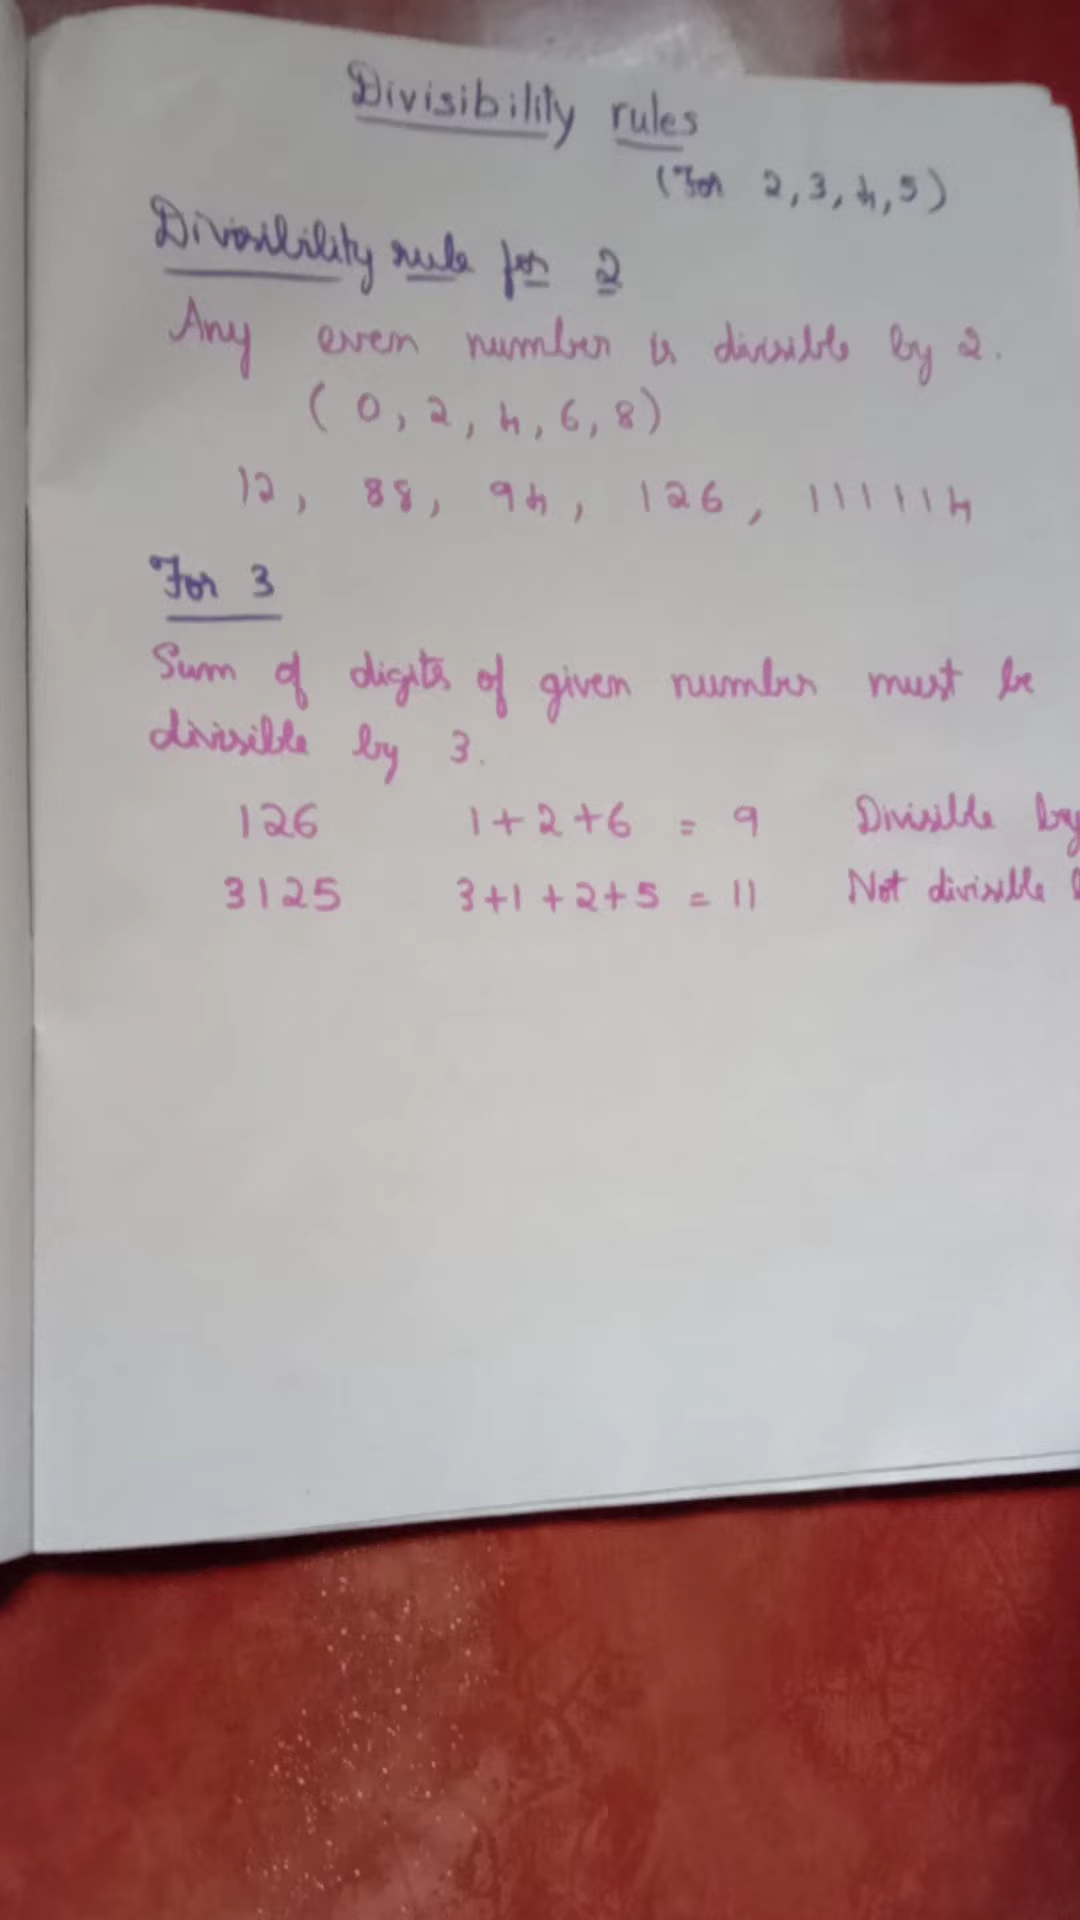 Divisibility rules
(For 2, 3, 4, 5)
Divisibility rule for 2
Any even number is divisible by 2.
(0, 2, 4, 6, 8)
12, 88, 94, 126, 111114
For 3
Sum of digits of given number must be
divisible by 3.
126 1+2+6 = 9 Divisible by
3125 3+1+2+5 = 11 Not divisible